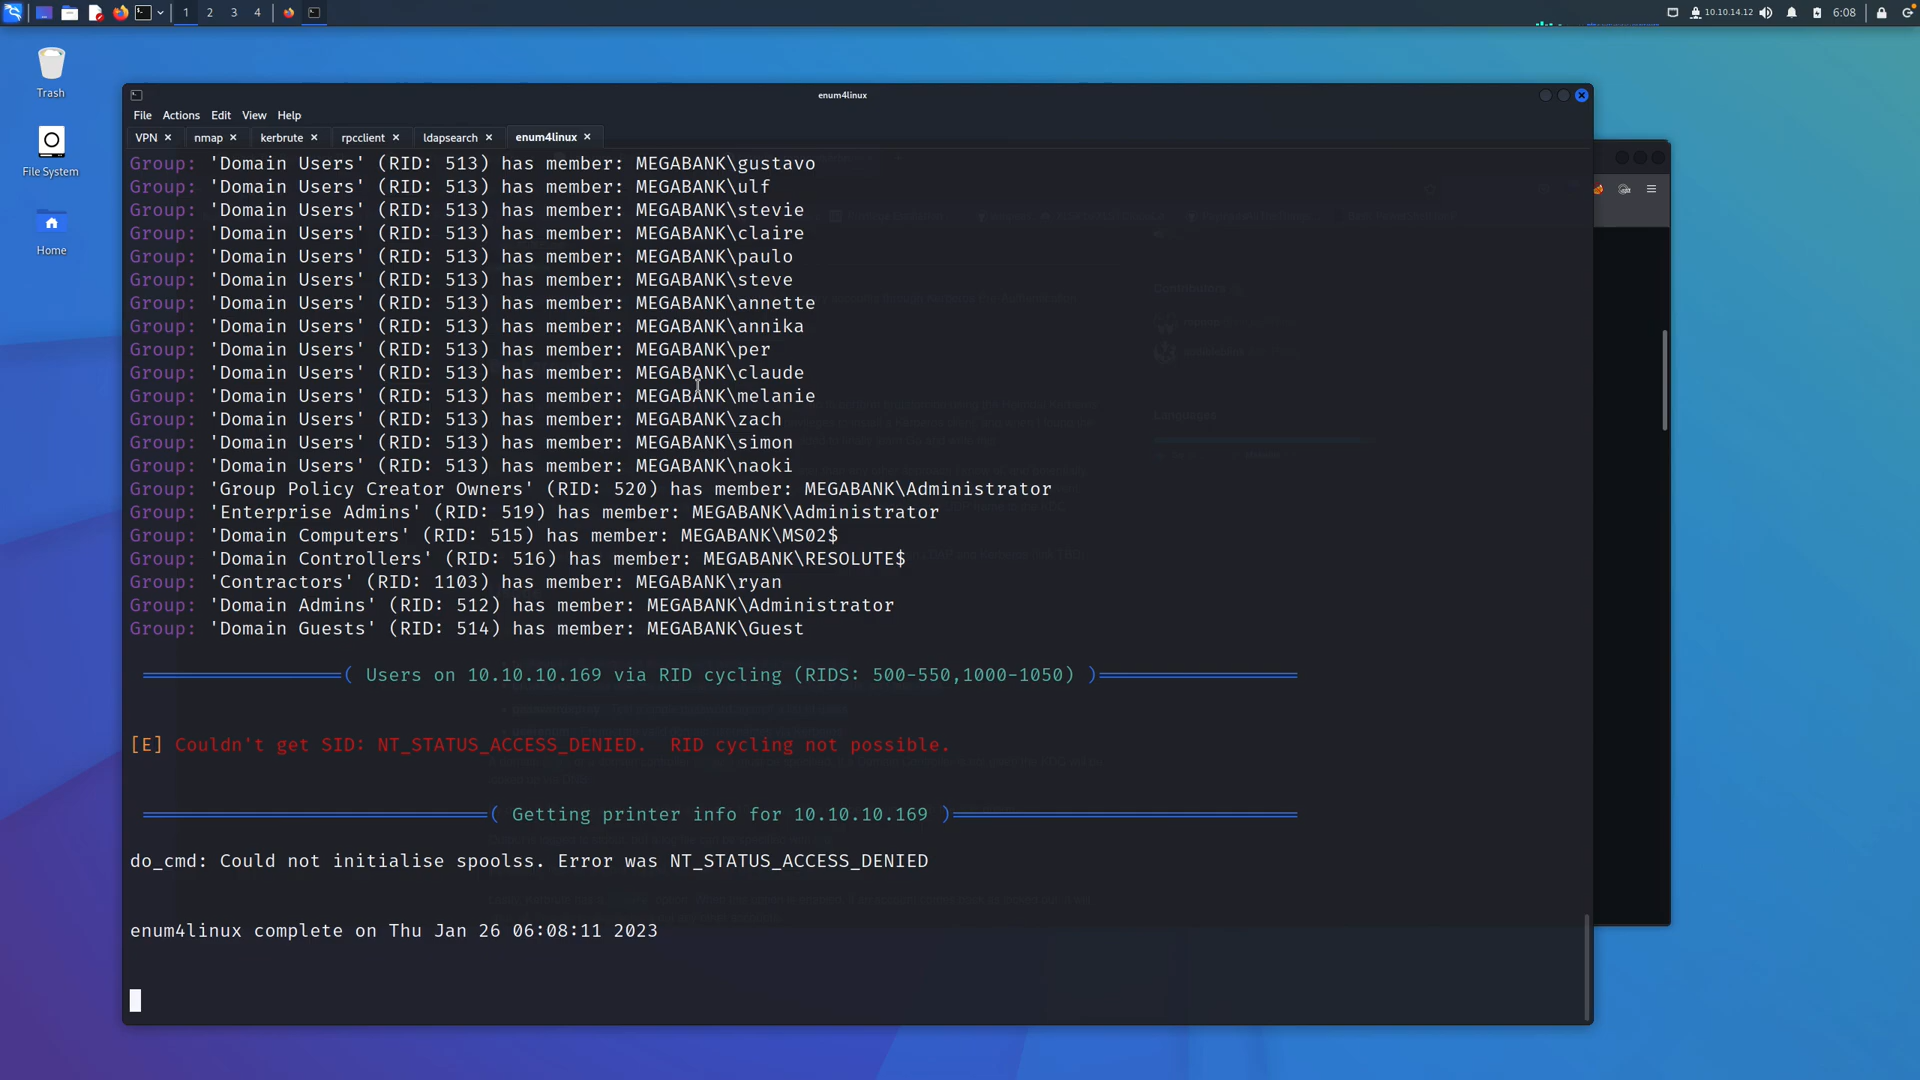 1 2 3 4
10.10.14.12
6:08
Trash
File System
Home
enum4linux
File Actions Edit View Help
VPN × nmap × kerbrute × rpcclient × ldapsearch × enum4linux ×
Group: 'Domain Users' (RID: 513) has member: MEGABANK\gustavo
Group: 'Domain Users' (RID: 513) has member: MEGABANK\ulf
Group: 'Domain Users' (RID: 513) has member: MEGABANK\stevie
Group: 'Domain Users' (RID: 513) has member: MEGABANK\claire
Group: 'Domain Users' (RID: 513) has member: MEGABANK\paulo
Group: 'Domain Users' (RID: 513) has member: MEGABANK\steve
Group: 'Domain Users' (RID: 513) has member: MEGABANK\annette
Group: 'Domain Users' (RID: 513) has member: MEGABANK\annika
Group: 'Domain Users' (RID: 513) has member: MEGABANK\per
Group: 'Domain Users' (RID: 513) has member: MEGABANK\claude
Group: 'Domain Users' (RID: 513) has member: MEGABANK\melanie
Group: 'Domain Users' (RID: 513) has member: MEGABANK\zach
Group: 'Domain Users' (RID: 513) has member: MEGABANK\simon
Group: 'Domain Users' (RID: 513) has member: MEGABANK\naoki
Group: 'Group Policy Creator Owners' (RID: 520) has member: MEGABANK\Administrator
Group: 'Enterprise Admins' (RID: 519) has member: MEGABANK\Administrator
Group: 'Domain Computers' (RID: 515) has member: MEGABANK\MS02$
Group: 'Domain Controllers' (RID: 516) has member: MEGABANK\RESOLUTE$
Group: 'Contractors' (RID: 1103) has member: MEGABANK\ryan
Group: 'Domain Admins' (RID: 512) has member: MEGABANK\Administrator
Group: 'Domain Guests' (RID: 514) has member: MEGABANK\Guest
( Users on 10.10.10.169 via RID cycling (RIDS: 500-550,1000-1050) )
[E] Couldn't get SID: NT_STATUS_ACCESS_DENIED.  RID cycling not possible.
( Getting printer info for 10.10.10.169 )
do_cmd: Could not initialise spoolss. Error was NT_STATUS_ACCESS_DENIED
enum4linux complete on Thu Jan 26 06:08:11 2023